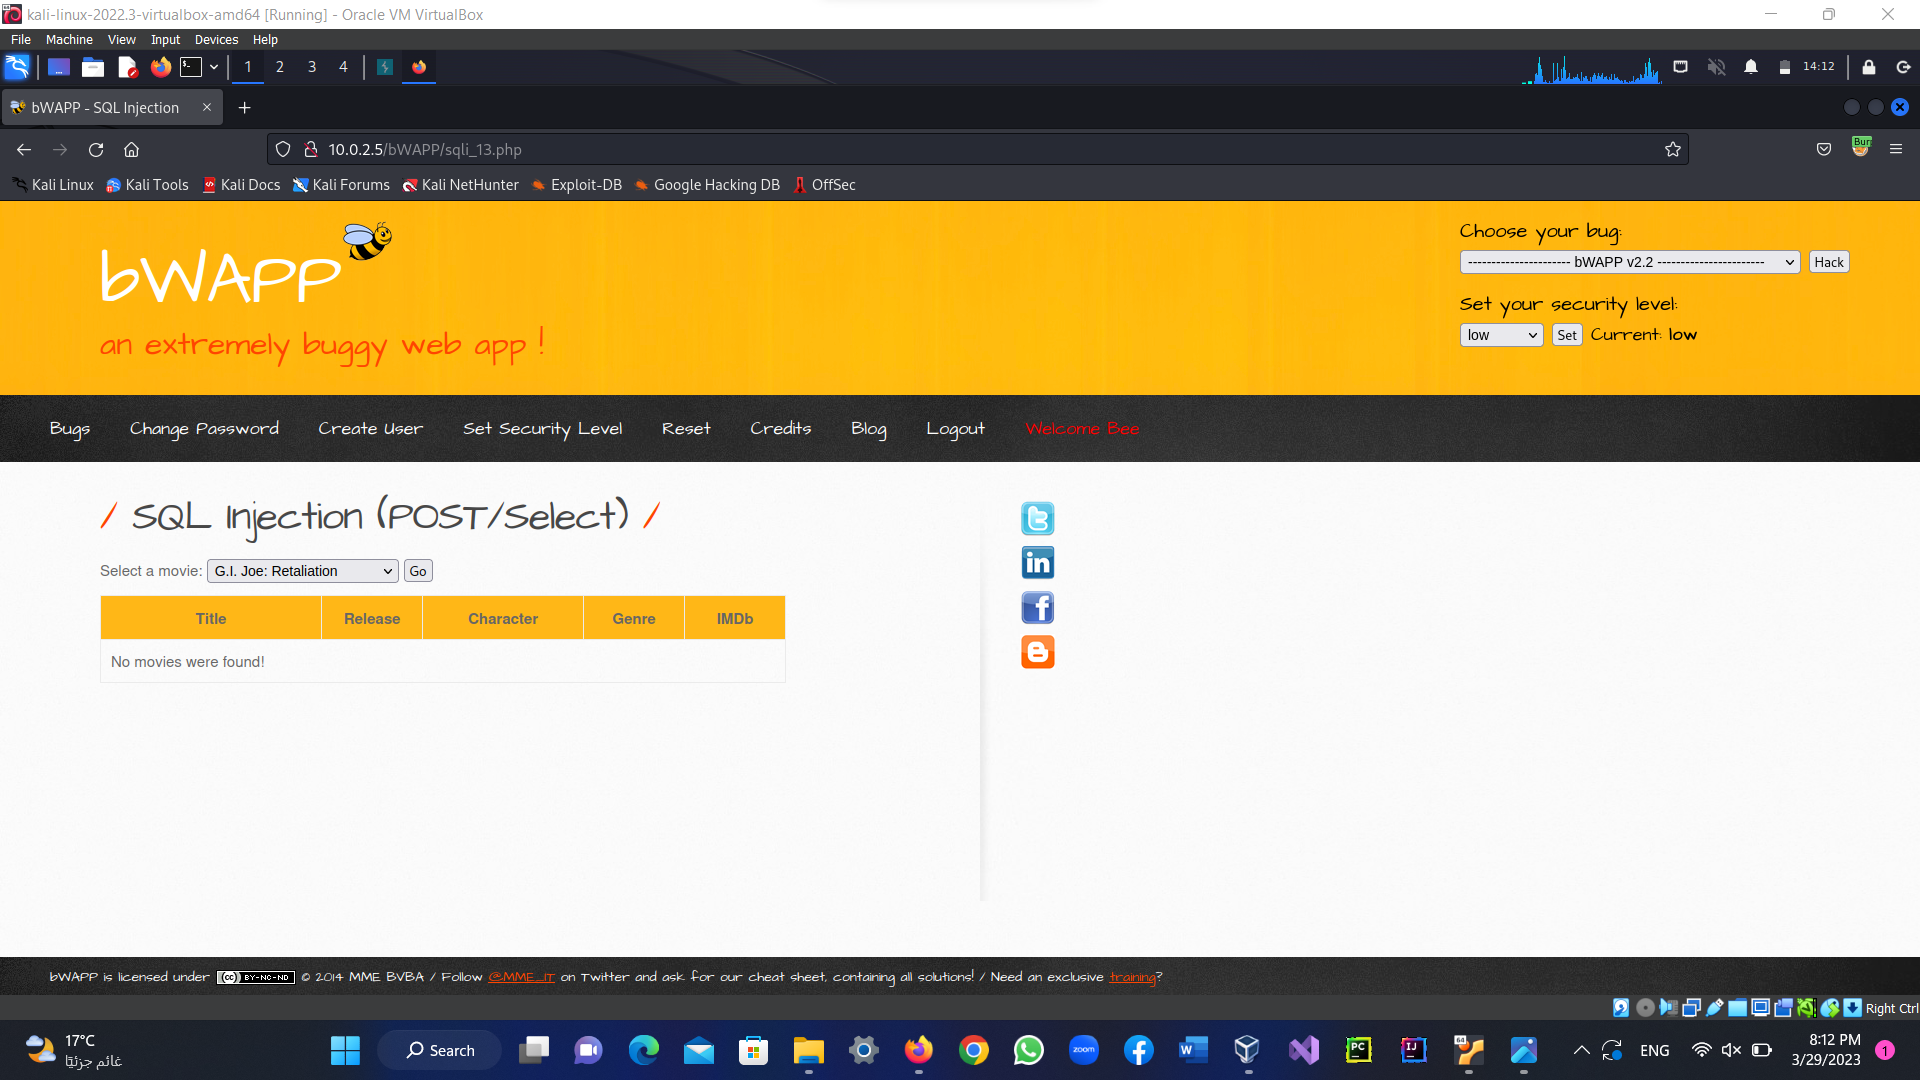 kali-linux-2022.3-virtualbox-amd64 [Running] - Oracle VM VirtualBox
File Machine View Input Devices Help
1 2 3 4 14:12
bWAPP - SQL Injection
10.0.2.5/bWAPP/sqli_13.php
Kali Linux Kali Tools Kali Docs Kali Forums Kali NetHunter Exploit-DB Google Hacking DB OffSec
bWAPP
an extremely buggy web app !
Choose your bug:
---------------------- bWAPP v2.2 ----------------------- Hack
Set your security level:
low Set Current: low
Bugs Change Password Create User Set Security Level Reset Credits Blog Logout Welcome Bee
/ SQL Injection (POST/Select) /
Select a movie: G.I. Joe: Retaliation Go
Title Release Character Genre IMDb
No movies were found!
bWAPP is licensed under (cc) BY-NC-ND © 2014 MME BVBA / Follow @MME_IT on Twitter and ask for our cheat sheet, containing all solutions! / Need an exclusive training?
Right Ctrl
17°C
غائم جزئيًا
Search
zoom
ENG
8:12 PM
3/29/2023
1